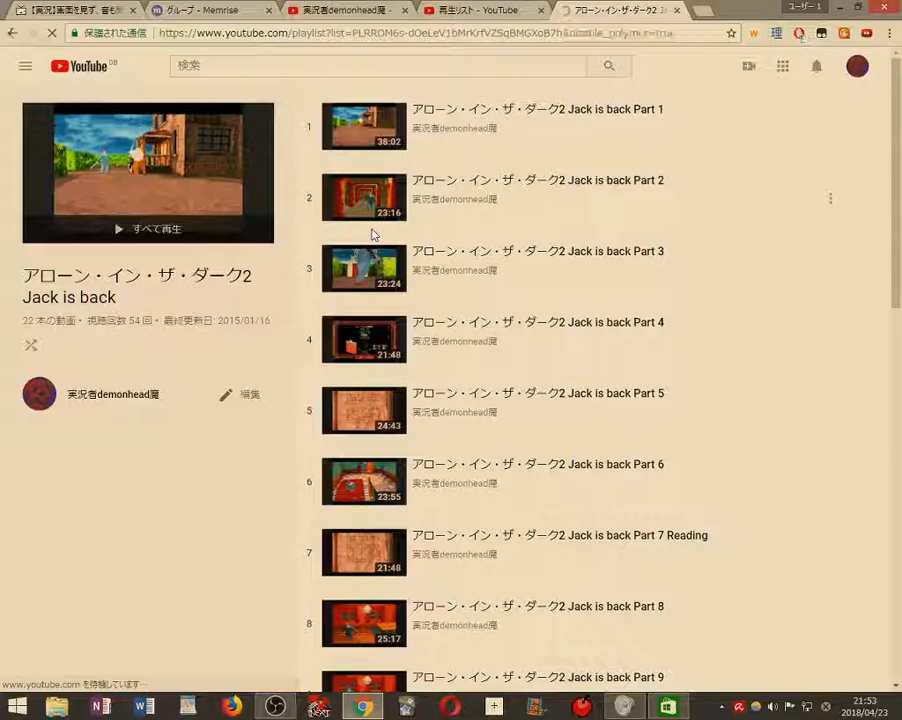 【実況】画面を見ず、音も
グループ - Memrise
実況者demonhead魔 -
再生リスト - YouTube
アローン・イン・ザ・ダーク2 J
ユーザー 1
保護された通信
YouTube GB
検索
すべて再生
アローン・イン・ザ・ダーク2
Jack is back
22 本の動画・ 視聴回数 54 回・ 最終更新日: 2015/01/16
実況者demonhead魔
編集
1
38:02
アローン・イン・ザ・ダーク2 Jack is back Part 1
実況者demonhead魔
2
23:16
アローン・イン・ザ・ダーク2 Jack is back Part 2
実況者demonhead魔
3
23:24
アローン・イン・ザ・ダーク2 Jack is back Part 3
実況者demonhead魔
4
21:48
アローン・イン・ザ・ダーク2 Jack is back Part 4
実況者demonhead魔
5
24:43
アローン・イン・ザ・ダーク2 Jack is back Part 5
実況者demonhead魔
6
23:55
アローン・イン・ザ・ダーク2 Jack is back Part 6
実況者demonhead魔
7
21:48
アローン・イン・ザ・ダーク2 Jack is back Part 7 Reading
実況者demonhead魔
8
25:17
アローン・イン・ザ・ダーク2 Jack is back Part 8
実況者demonhead魔
アローン・イン・ザ・ダーク2 Jack is back Part 9
www.youtube.com を待機しています…
21:53
2018/04/23